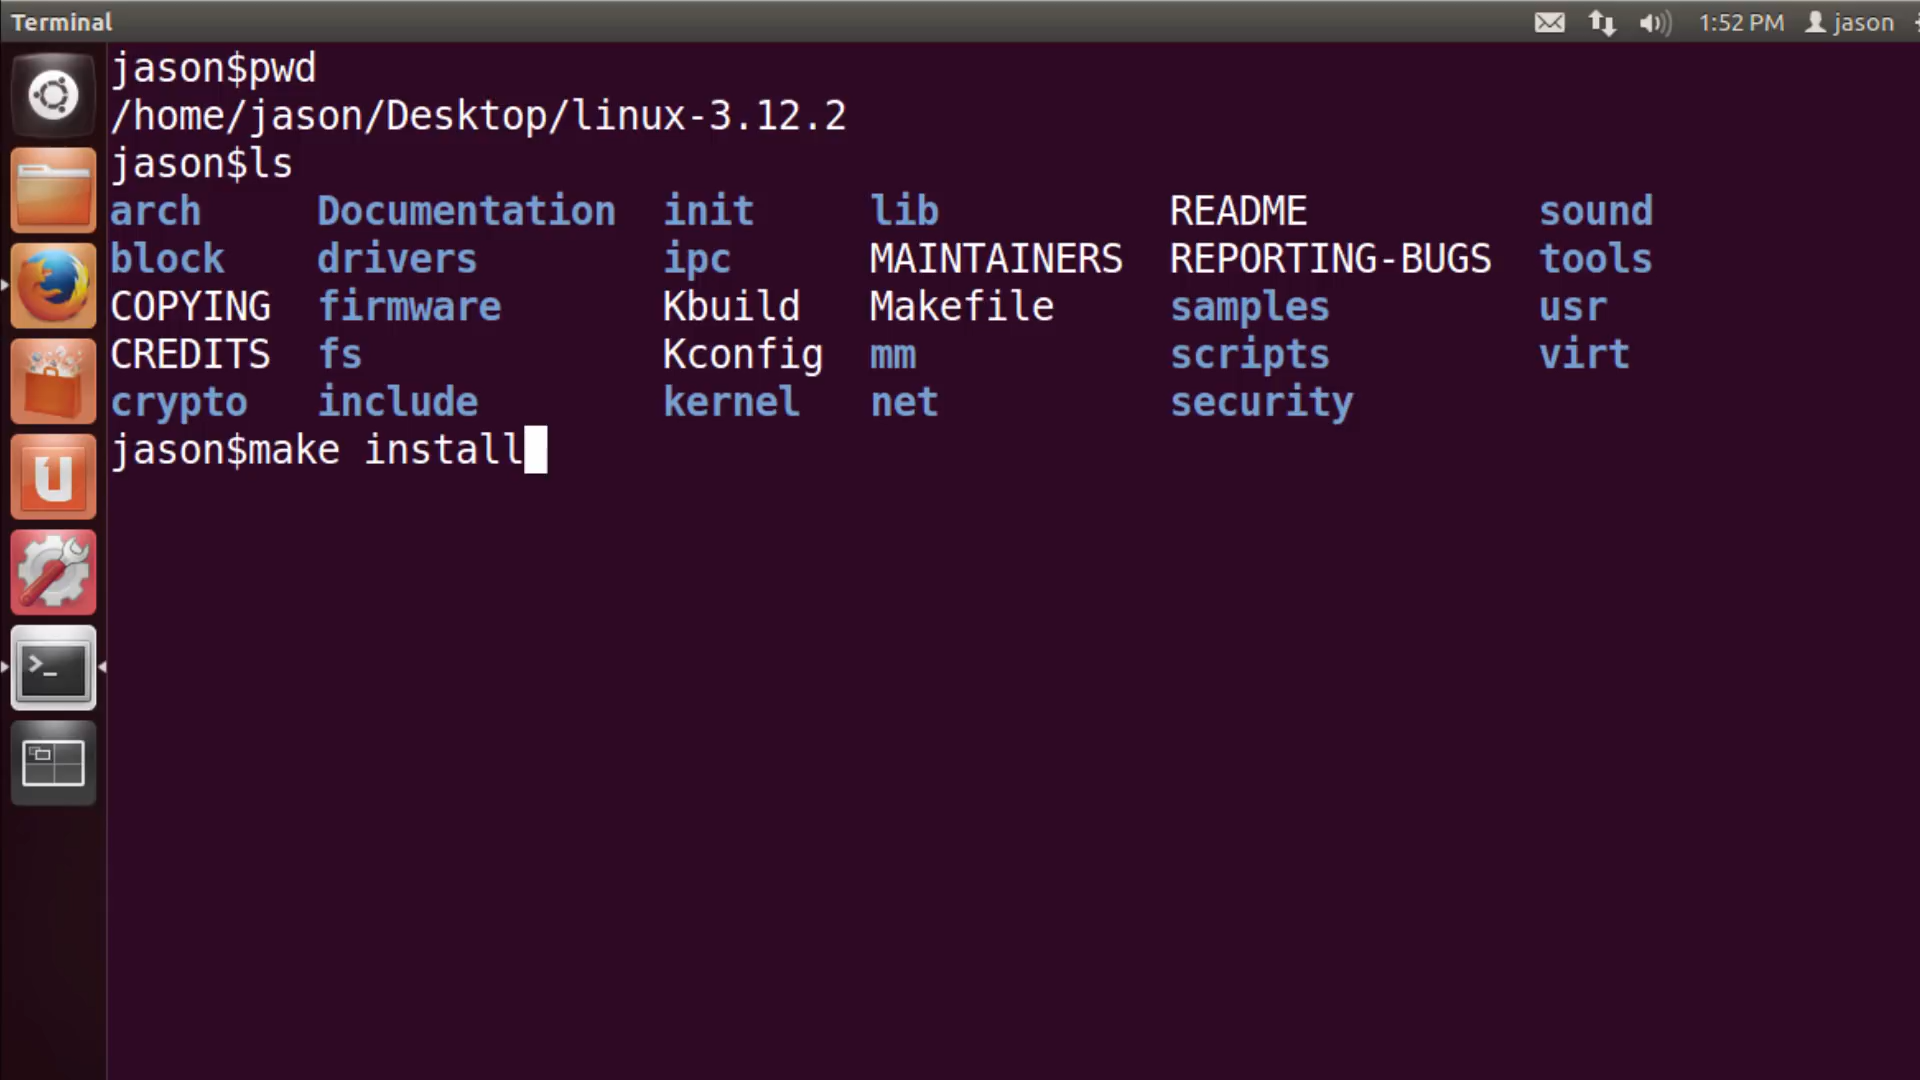 Terminal 1:52 PM jason
jason$pwd
/home/jason/Desktop/linux-3.12.2
jason$ls
arch Documentation init lib README sound
block drivers ipc MAINTAINERS REPORTING-BUGS tools
COPYING firmware Kbuild Makefile samples usr
CREDITS fs Kconfig mm scripts virt
crypto include kernel net security
jason$make install